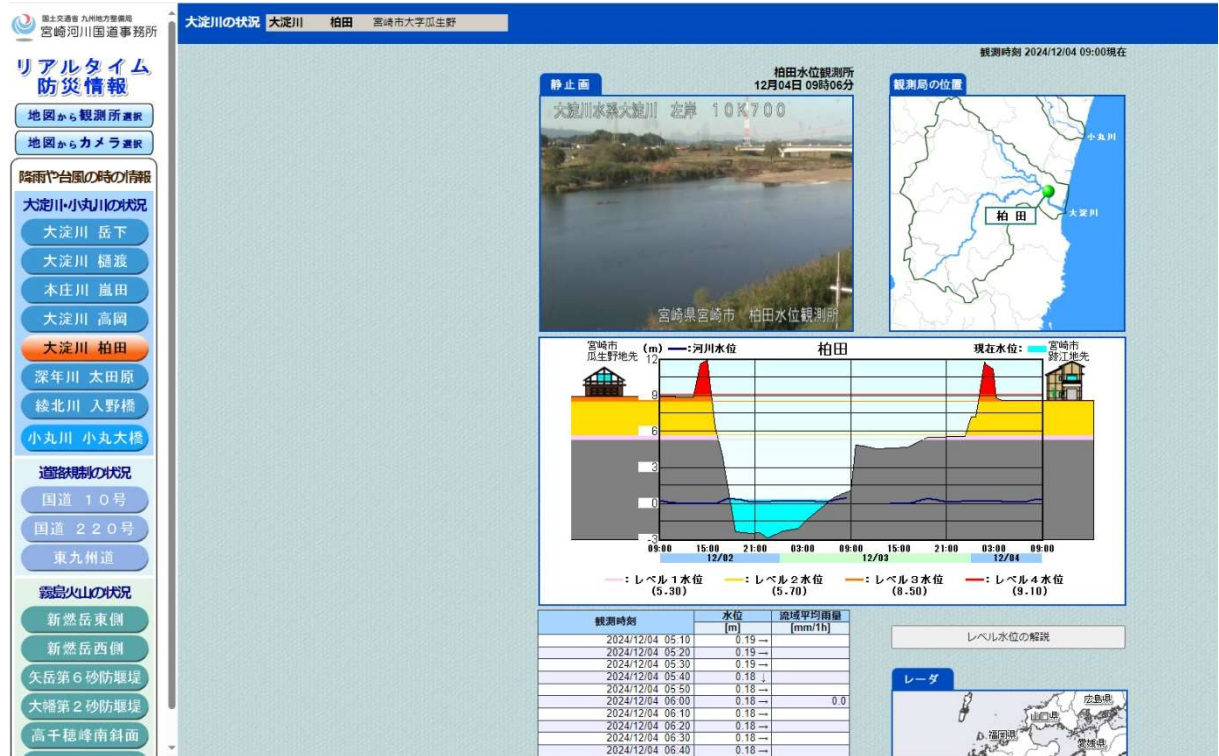 国土交通省 九州地方整備局
宮崎河川国道事務所
リアルタイム
防災情報
地図から観測所選択
地図からカメラ選択
降雨や台風の時の情報
大淀川・小丸川の状況
大淀川 岳下
大淀川 樋渡
本庄川 嵐田
大淀川 高岡
大淀川 柏田
深年川 太田原
綾北川 入野橋
小丸川 小丸大橋
道路規制の状況
国道 10号
国道 220号
東九州道
霧島火山の状況
新燃岳東側
新燃岳西側
矢岳第6砂防堰堤
大幡第2砂防堰堤
高千穂峰南斜面
大淀川の状況 大淀川 柏田 宮崎市大字瓜生野
観測時刻 2024/12/04 09:00現在
静止画
柏田水位観測所
12月04日 09時06分
大淀川水系大淀川 左岸 10K700
宮崎県宮崎市 柏田水位観測所
観測局の位置
小丸川
柏田
大淀川
宮崎市
瓜生野地先
(m) ―:河川水位
柏田
現在水位:
宮崎市
跡江地先
12
9
6
3
0
-3
09:00 15:00 21:00 03:00 09:00 15:00 21:00 03:00 09:00
12/02 12/03 12/04
―:レベル1水位 ―:レベル2水位 ―:レベル3水位 ―:レベル4水位
(5.30) (5.70) (8.50) (9.10)
観測時刻 水位 流域平均雨量
[m] [mm/1h]
2024/12/04 05:10 0.19→
2024/12/04 05:20 0.19→
2024/12/04 05:30 0.19→
2024/12/04 05:40 0.18↓
2024/12/04 05:50 0.18→
2024/12/04 06:00 0.18→ 0.0
2024/12/04 06:10 0.18→
2024/12/04 06:20 0.18→
2024/12/04 06:30 0.18→
2024/12/04 06:40 0.18→
レベル水位の解説
レーダ
広島県
山口県
福岡県
愛媛県